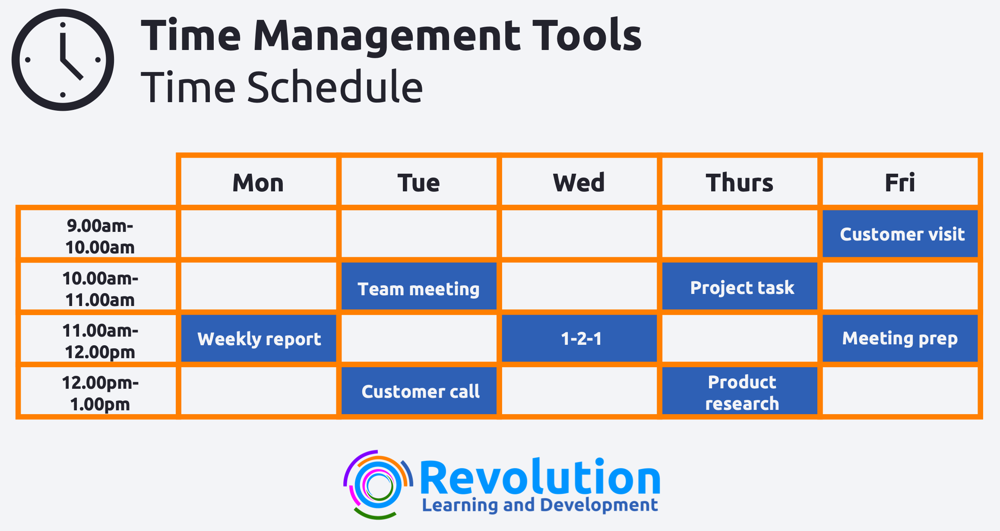 Time Management Tools
Time Schedule
Mon Tue Wed Thurs Fri
9.00am-
10.00am
Customer visit
10.00am-
11.00am
Team meeting
Project task
11.00am-
12.00pm
Weekly report
1-2-1
Meeting prep
12.00pm-
1.00pm
Customer call
Product
research
Revolution
Learning and Development